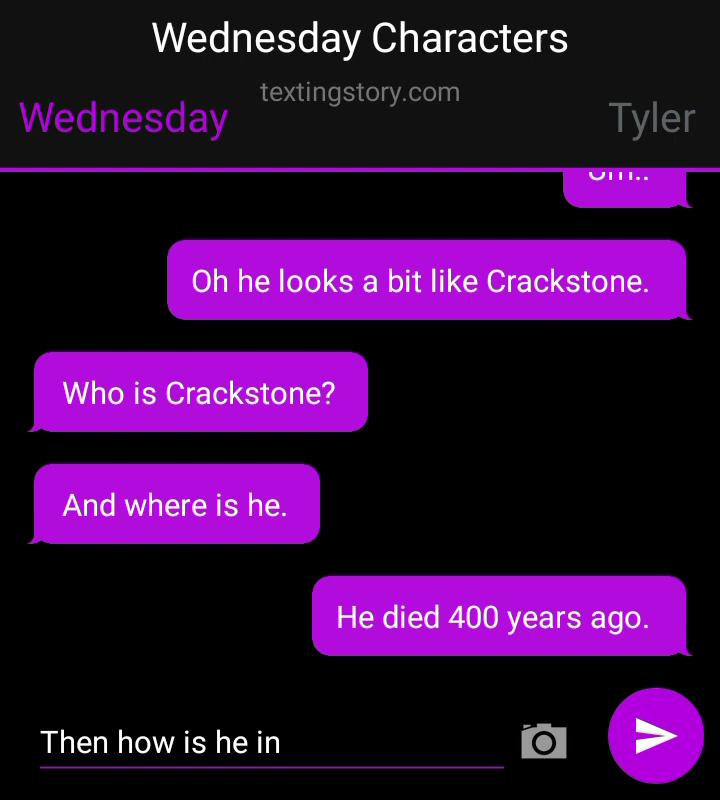 Wednesday Characters
textingstory.com
Wednesday
Tyler
Oh he looks a bit like Crackstone.
Who is Crackstone?
And where is he.
He died 400 years ago.
Then how is he in